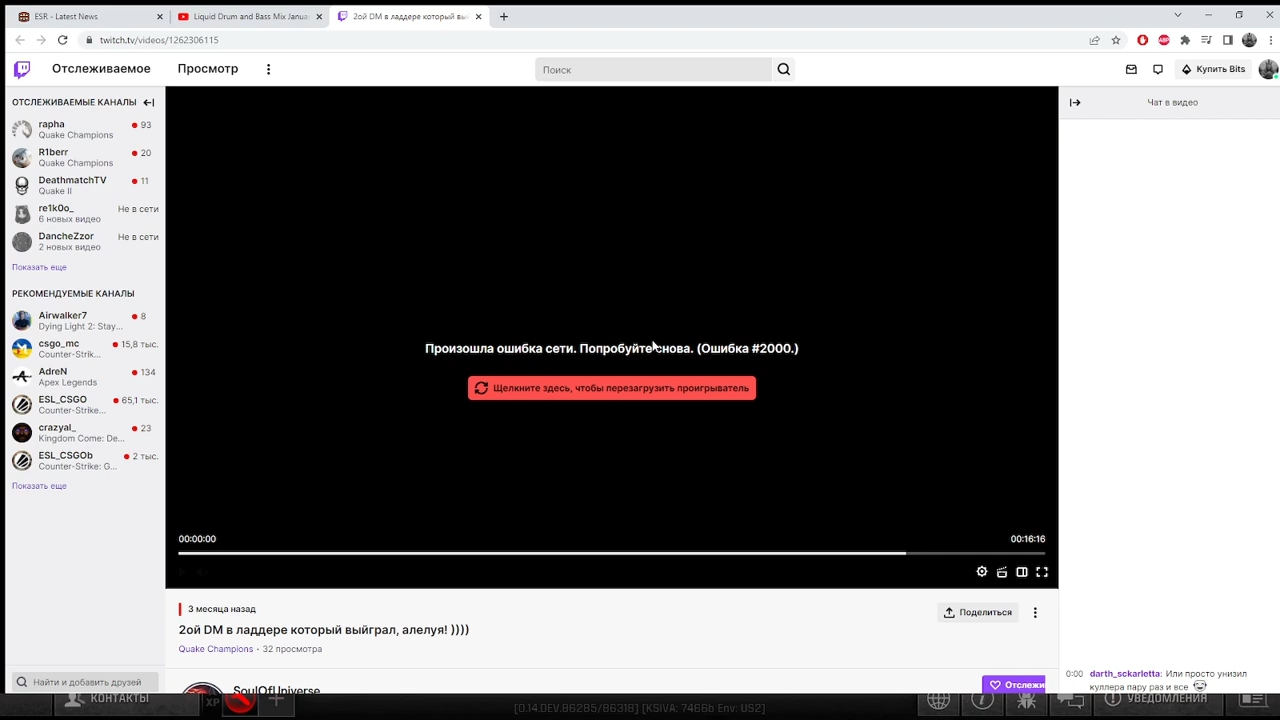 ESR - Latest News
Liquid Drum and Bass Mix Janua
2ой DM в ладдере который вы
twitch.tv/videos/1262306115
ABP
Отслеживаемое
Просмотр
Поиск
Купить Bits
ОТСЛЕЖИВАЕМЫЕ КАНАЛЫ
rapha
93
Quake Champions
R1berr
20
Quake Champions
DeathmatchTV
11
Quake II
re1k0o_
Не в сети
6 новых видео
DancheZzor
Не в сети
2 новых видео
Показать еще
РЕКОМЕНДУЕМЫЕ КАНАЛЫ
Airwalker7
8
Dying Light 2: Stay...
csgo_mc
15,8 тыс.
Counter-Strik...
AdreN
134
Apex Legends
ESL_CSGO
65,1 тыс.
Counter-Strike...
crazyal_
23
Kingdom Come: De...
ESL_CSGOb
2 тыс.
Counter-Strike: G...
Показать еще
Найти и добавить друзей
Произошла ошибка сети. Попробуйте снова. (Ошибка #2000.)
Щелкните здесь, чтобы перезагрузить проигрыватель
00:00:00
00:16:16
3 месяца назад
Поделиться
2ой DM в ладдере который выйграл, алелуя! ))))
Quake Champions • 32 просмотра
SoulOfUniverse
Отслежи
Чат в видео
0:00 darth_sckarletta: Или просто унизил
куллера пару раз и все
КОНТАКТЫ
XP
[0.14.DEV.86285/86318] [KSIVA: 7466b Env: US2]
УВЕДОМЛЕНИЯ